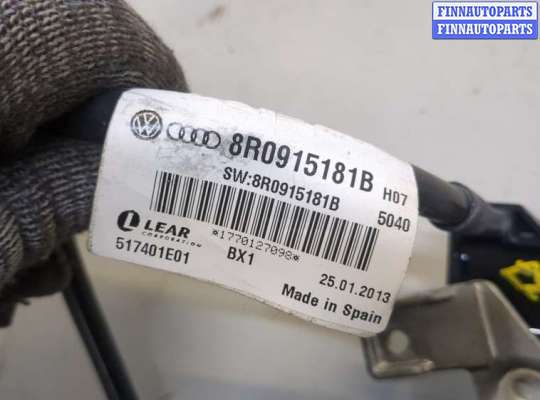 FINNAUTOPARTS
FINNAUTOPARTS
8R0915181B H07
SW:8R0915181B 5040
LEAR
CORPORATION
*1770127098*
517401E01 BX1 25.01.2013
Made in Spain